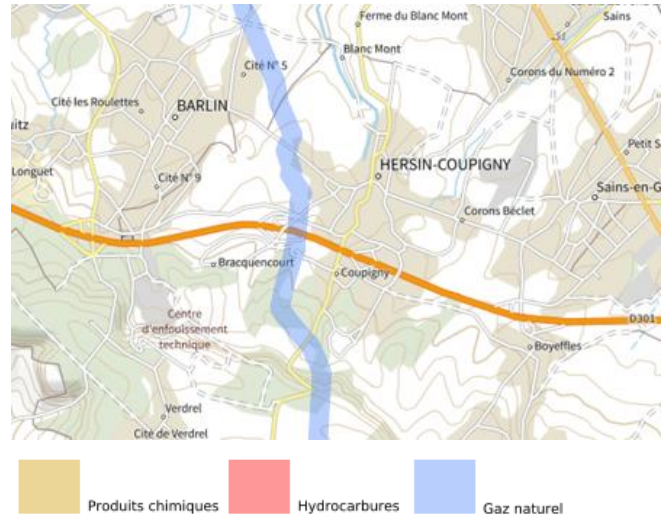 Sains
Ferme du Blanc Mont
.51
Blanc Mont
Cité N° 5
Corons du Numéro 2
Cité les Roulettes
BARLIN
uitz
Petit S
HERSIN-COUPIGNY
Longuet
Cité N° 9
Sains-en-G
Corons Béclet
Bracquencourt
Coupigny
Centre
d'enfouissement
technique
D301
Boyeffles
Verdrel
Cité de Verdrel
Produits chimiques
Hydrocarbures
Gaz naturel